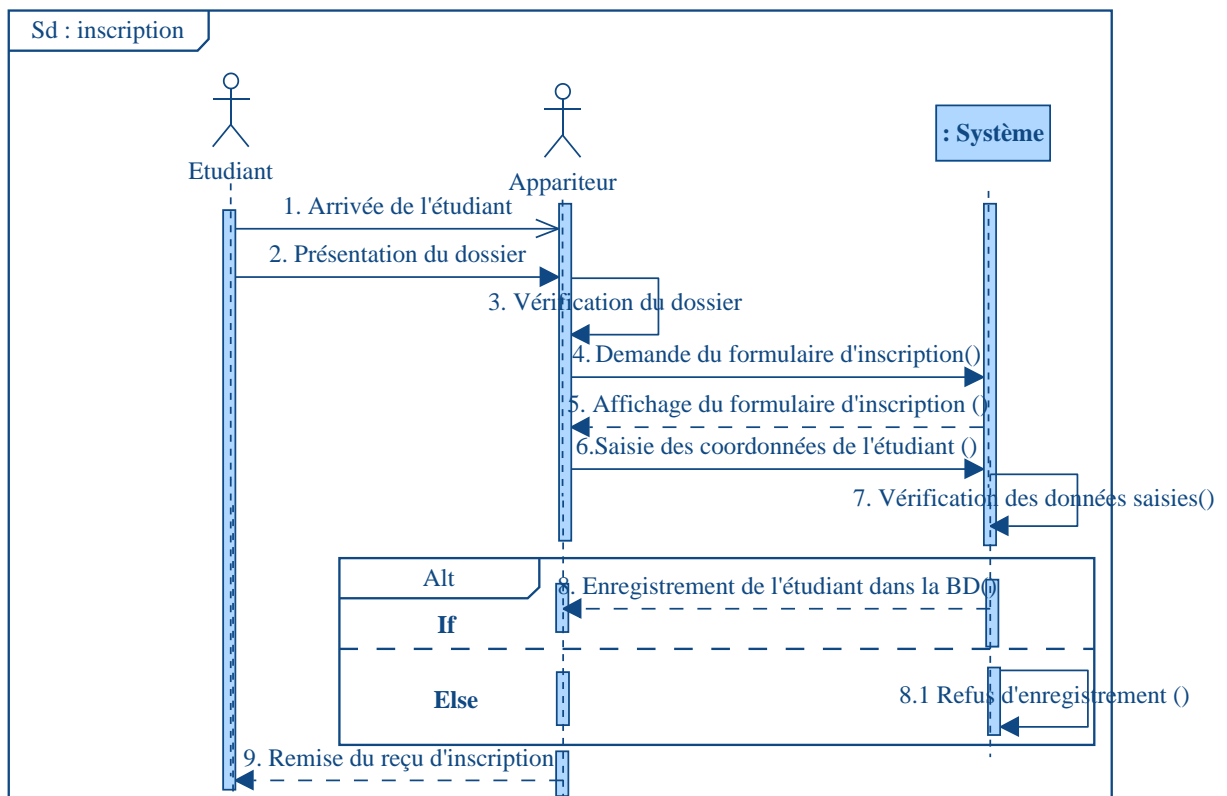 Sd : inscription
: Système
Etudiant
Appariteur
1. Arrivée de l'étudiant
2. Présentation du dossier
3. Vérification du dossier
4. Demande du formulaire d'inscription()
5. Affichage du formulaire d'inscription ()
6.Saisie des coordonnées de l'étudiant ()
7. Vérification des données saisies()
Alt
8. Enregistrement de l'étudiant dans la BD()
If
Else
8.1 Refus d'enregistrement ()
9. Remise du reçu d'inscription